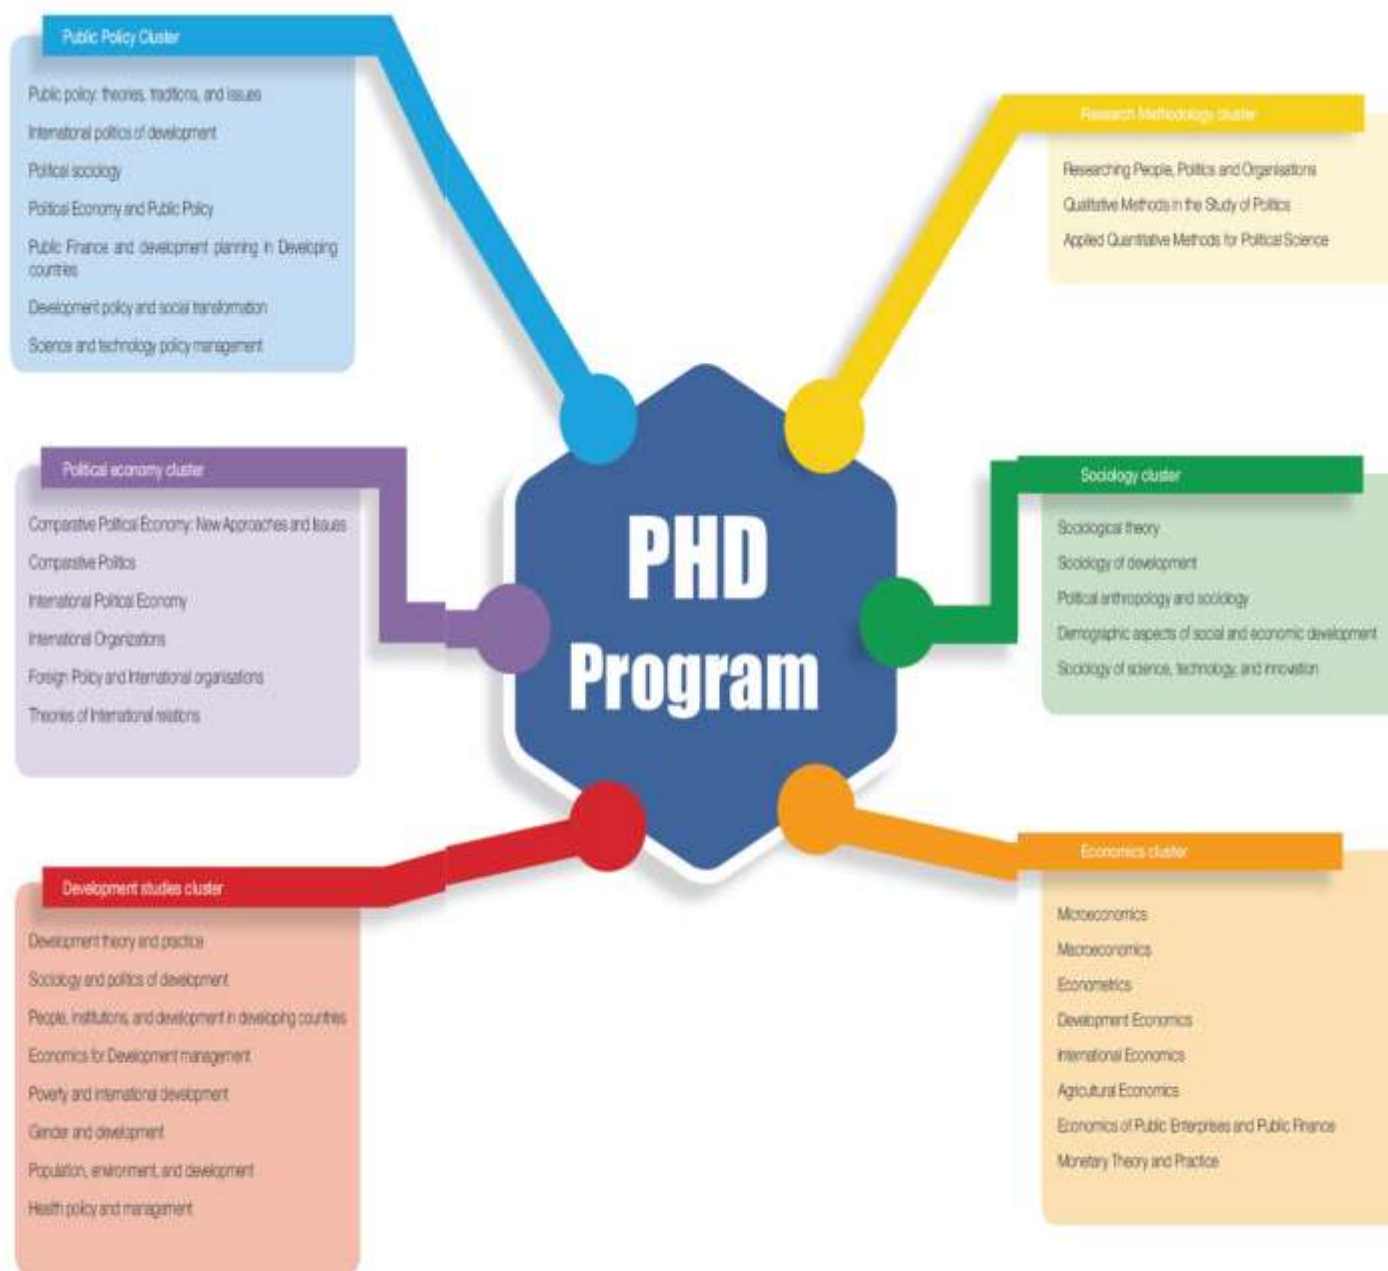 Public Policy Cluster
Public policy: theories, traditions, and issues
International politics of development
Political sociology
Political Economy and Public Policy
Public Finance and development planning in Developing
countries
Development policy and social transformation
Science and technology policy management
Political economy cluster
Comparative Political Economy: New Approaches and Issues
Comparative Politics
International Political Economy
International Organizations
Foreign Policy and International organisations
Theories of International relations
Development studies cluster
Development theory and practice
Sociology and politics of development
People, institutions, and development in developing countries
Economics for Development management
Poverty and international development
Gender and development
Population, environment, and development
Health policy and management
PHD
Program
Research Methodology cluster
Researching People, Politics and Organisations
Qualitative Methods in the Study of Politics
Applied Quantitative Methods for Political Science
Sociology cluster
Sociological theory
Sociology of development
Political anthropology and sociology
Demographic aspects of social and economic development
Sociology of science, technology, and innovation
Economics cluster
Microeconomics
Macroeconomics
Econometrics
Development Economics
International Economics
Agricultural Economics
Economics of Public Enterprises and Public Finance
Monetary Theory and Practice